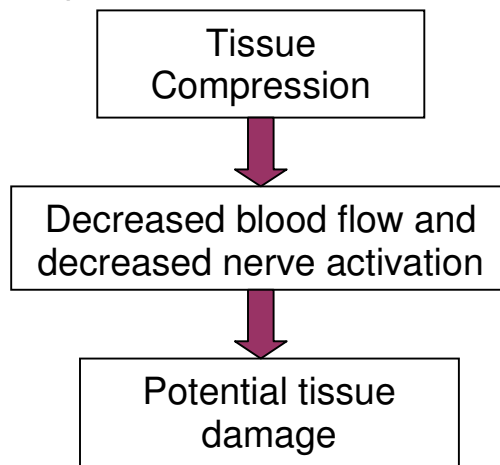 Tissue
Compression
Decreased blood flow and
decreased nerve activation
Potential tissue
damage